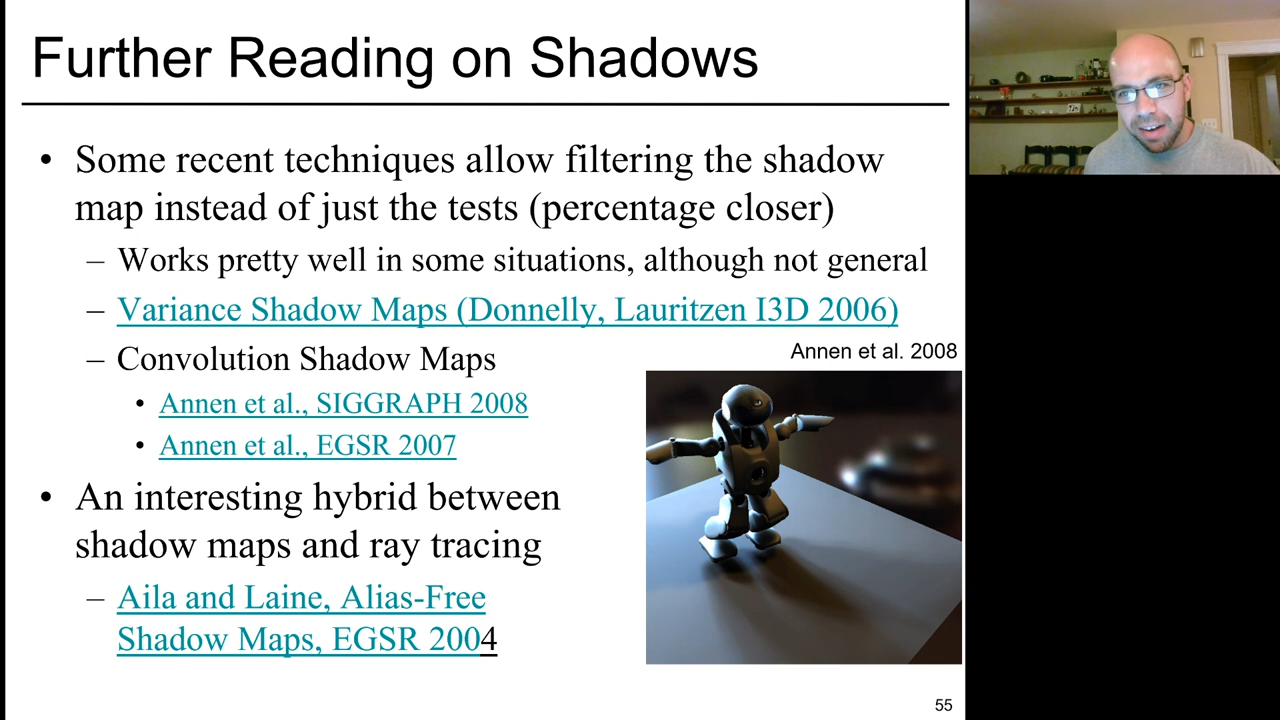 Further Reading on Shadows
• Some recent techniques allow filtering the shadow
map instead of just the tests (percentage closer)
– Works pretty well in some situations, although not general
– Variance Shadow Maps (Donnelly, Lauritzen I3D 2006)
– Convolution Shadow Maps
Annen et al. 2008
• Annen et al., SIGGRAPH 2008
• Annen et al., EGSR 2007
• An interesting hybrid between
shadow maps and ray tracing
– Aila and Laine, Alias-Free
Shadow Maps, EGSR 2004
55